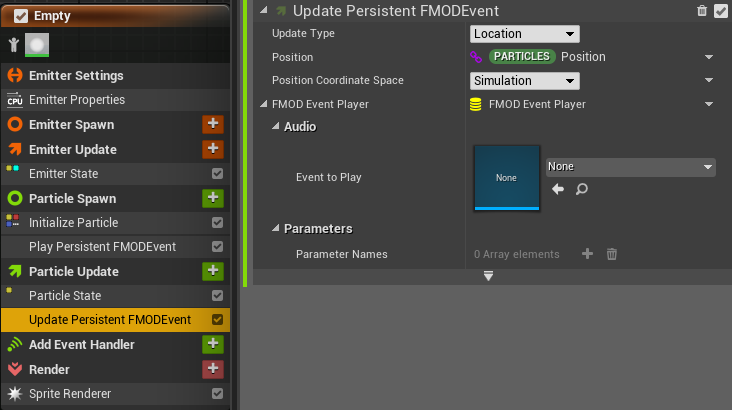 Empty
Emitter Settings
CPU Emitter Properties
Emitter Spawn
Emitter Update
Emitter State
Particle Spawn
Initialize Particle
Play Persistent FMODEvent
Particle Update
Particle State
Update Persistent FMODEvent
Add Event Handler
Render
Sprite Renderer
Update Persistent FMODEvent
Update Type Location
Position PARTICLES Position
Position Coordinate Space Simulation
FMOD Event Player FMOD Event Player
Audio
Event to Play None None
Parameters
Parameter Names 0 Array elements